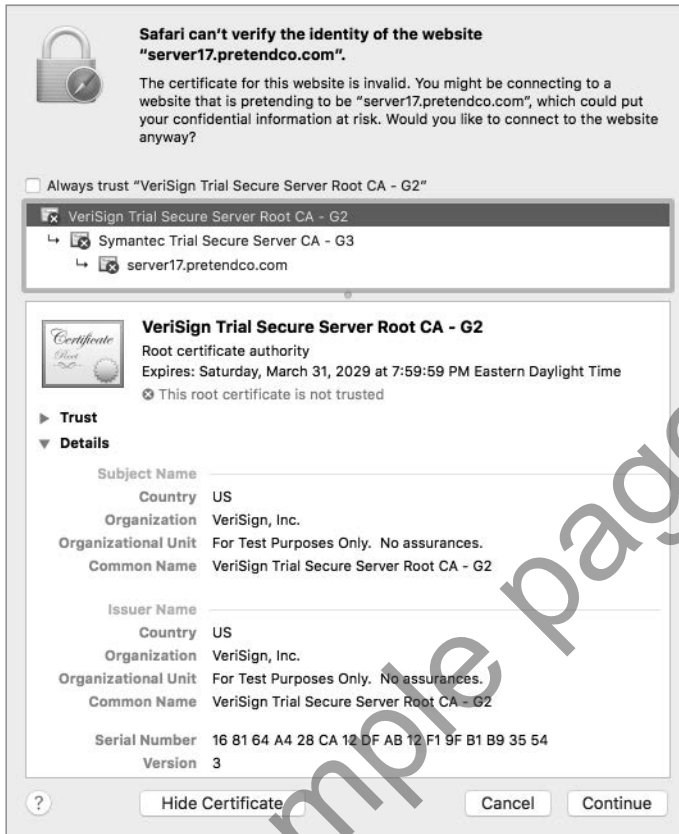 Safari can't verify the identity of the website
"server17.pretendco.com".
The certificate for this website is invalid. You might be connecting to a
website that is pretending to be "server17.pretendco.com", which could put
your confidential information at risk. Would you like to connect to the website
anyway?
Always trust "VeriSign Trial Secure Server Root CA - G2"
VeriSign Trial Secure Server Root CA - G2
Symantec Trial Secure Server CA - G3
server17.pretendco.com
Certificate
Root
VeriSign Trial Secure Server Root CA - G2
Root certificate authority
Expires: Saturday, March 31, 2029 at 7:59:59 PM Eastern Daylight Time
This root certificate is not trusted
Trust
Details
Subject Name
Country US
Organization VeriSign, Inc.
Organizational Unit For Test Purposes Only. No assurances.
Common Name VeriSign Trial Secure Server Root CA - G2
Issuer Name
Country US
Organization VeriSign, Inc.
Organizational Unit For Test Purposes Only. No assurances.
Common Name VeriSign Trial Secure Server Root CA - G2
Serial Number 16 81 64 A4 28 CA 12 DF AB 12 F1 9F B1 B9 35 54
Version 3
? Hide Certificate Cancel Continue